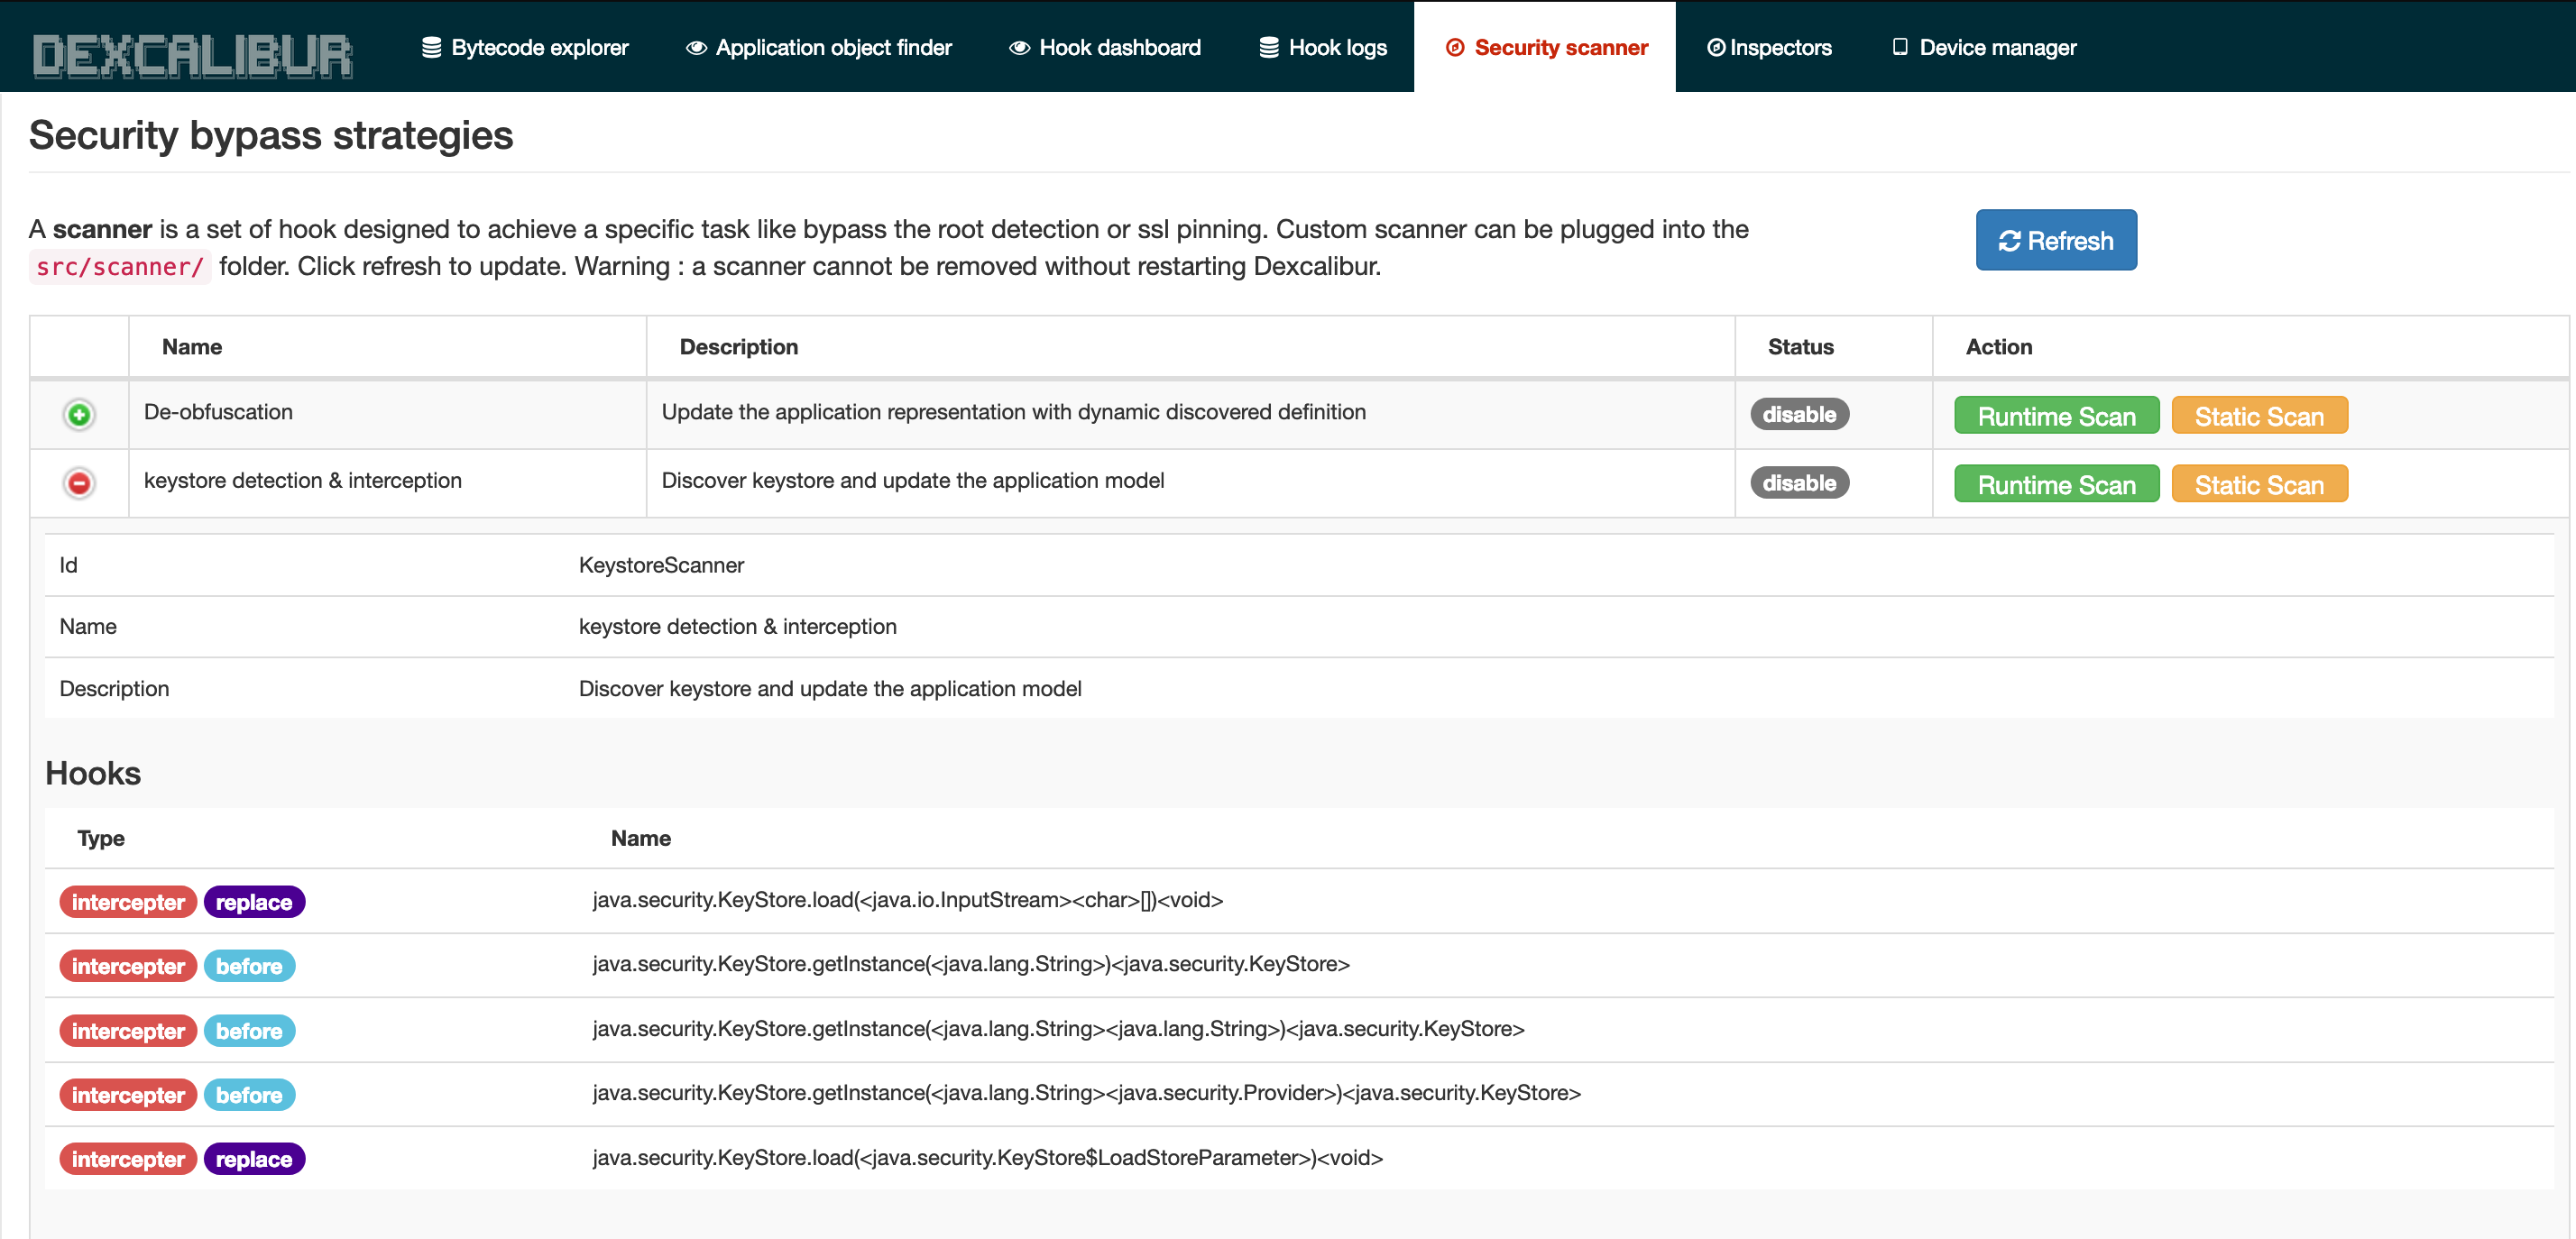 DEXCALIBUR
Bytecode explorer
Application object finder
Hook dashboard
Hook logs
Security scanner
Inspectors
Device manager
Security bypass strategies
A scanner is a set of hook designed to achieve a specific task like bypass the root detection or ssl pinning. Custom scanner can be plugged into the
src/scanner/ folder. Click refresh to update. Warning : a scanner cannot be removed without restarting Dexcalibur.
Refresh
Name Description Status Action
De-obfuscation Update the application representation with dynamic discovered definition disable Runtime Scan Static Scan
keystore detection & interception Discover keystore and update the application model disable Runtime Scan Static Scan
Id KeystoreScanner
Name keystore detection & interception
Description Discover keystore and update the application model
Hooks
Type Name
intercepter replace java.security.KeyStore.load(<java.io.InputStream><char>[])<void>
intercepter before java.security.KeyStore.getInstance(<java.lang.String>)<java.security.KeyStore>
intercepter before java.security.KeyStore.getInstance(<java.lang.String><java.lang.String>)<java.security.KeyStore>
intercepter before java.security.KeyStore.getInstance(<java.lang.String><java.security.Provider>)<java.security.KeyStore>
intercepter replace java.security.KeyStore.load(<java.security.KeyStore$LoadStoreParameter>)<void>